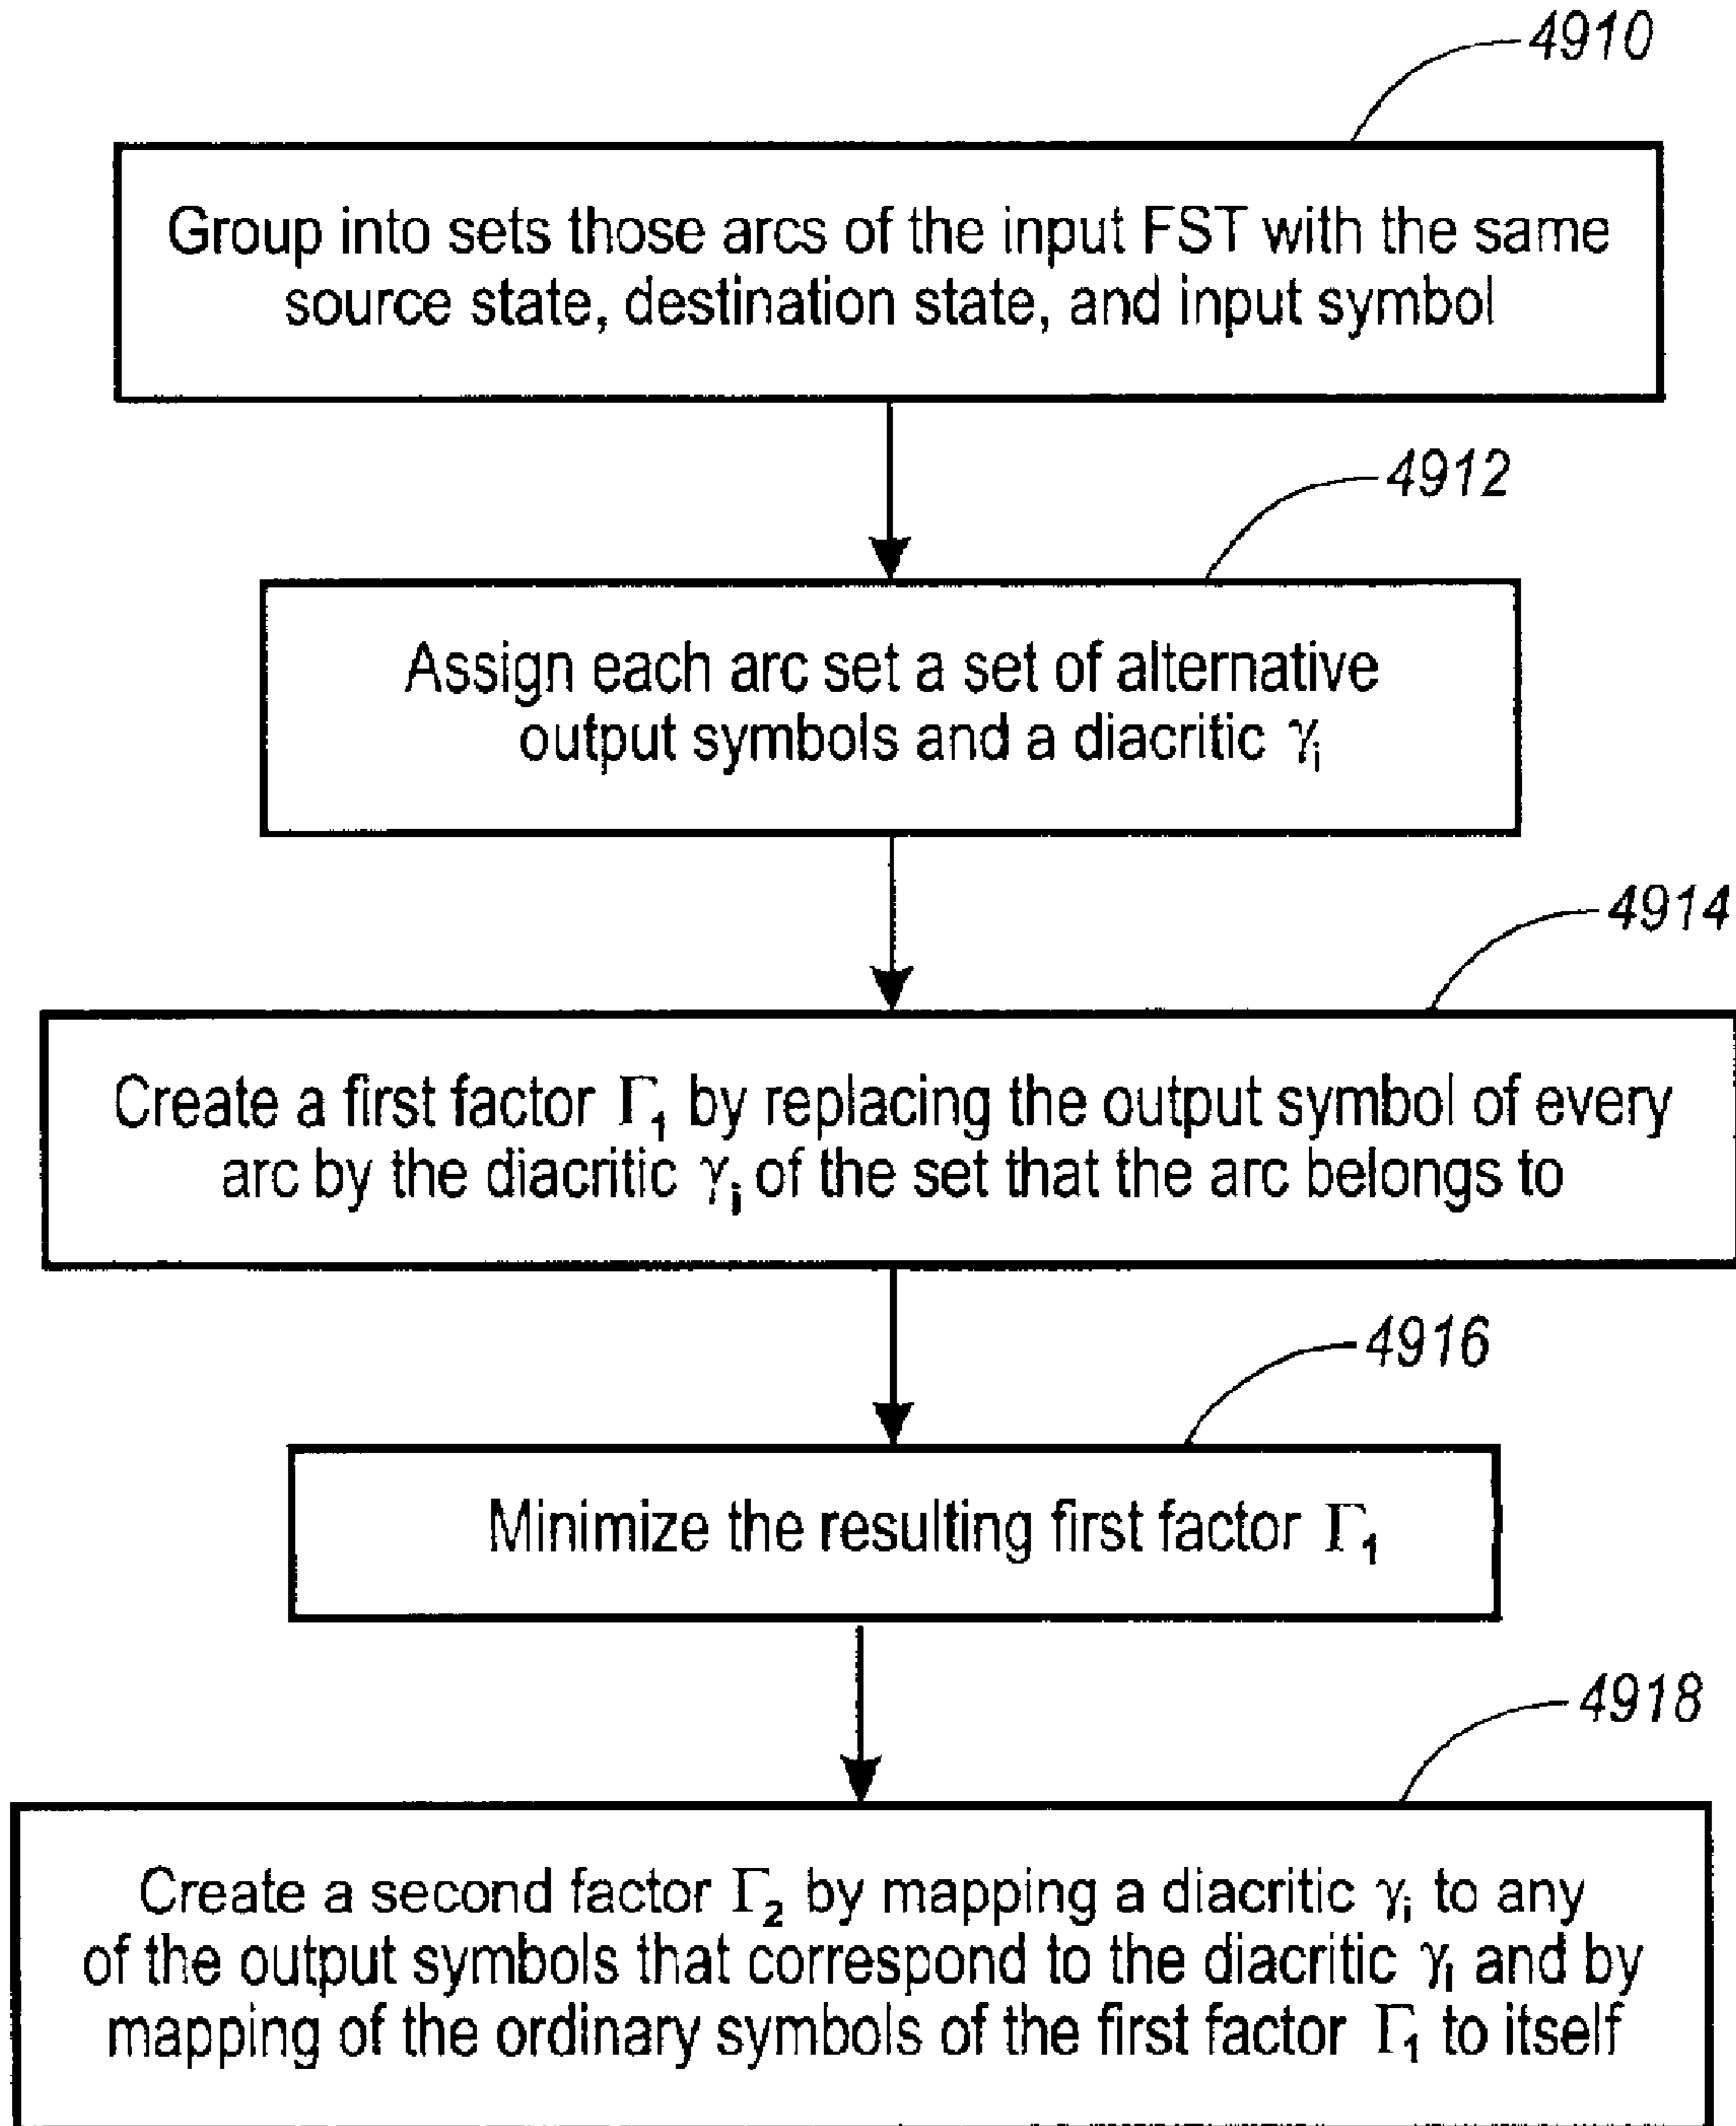 4910
Group into sets those arcs of the input FST with the same
source state, destination state, and input symbol
4912
Assign each arc set a set of alternative
output symbols and a diacritic γᵢ
4914
Create a first factor Γ₁ by replacing the output symbol of every
arc by the diacritic γᵢ of the set that the arc belongs to
4916
Minimize the resulting first factor Γ₁
4918
Create a second factor Γ₂ by mapping a diacritic γᵢ to any
of the output symbols that correspond to the diacritic γᵢ and by
mapping of the ordinary symbols of the first factor Γ₁ to itself